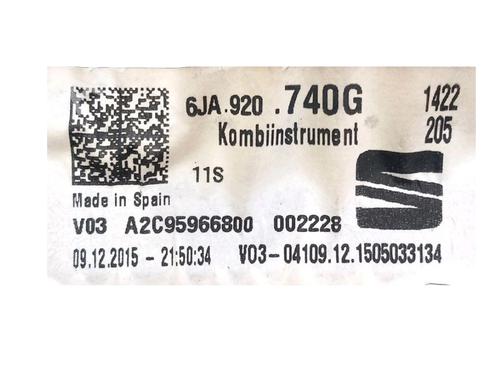 6JA.920 .740G 1422
Kombiinstrument 205
11S
Made in Spain
V03 A2C95966800 002228
09.12.2015 - 21:50:34 V03-04109.12.1505033134